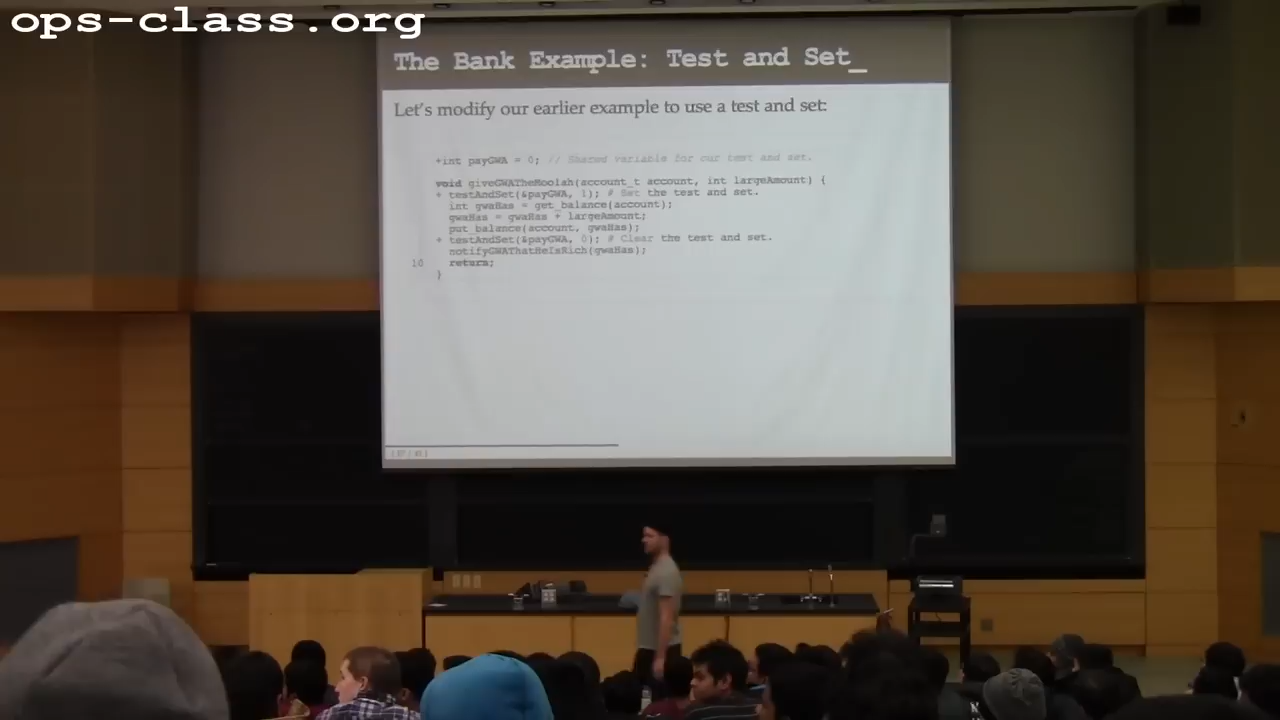 ops-class.org
The Bank Example: Test and Set_
Let's modify our earlier example to use a test and set:
+int payGWA = 0; // Shared variable for our test and set.
void giveGWATheMoolah(account_t account, int largeAmount) {
+ testAndSet(&payGWA, 1); # Set the test and set.
int gwaHas = get_balance(account);
gwaHas = gwaHas + largeAmount;
put_balance(account, gwaHas);
+ testAndSet(&payGWA, 0); # Clear the test and set.
notifyGWAThatHeIsRich(gwaHas);
10 return;
}